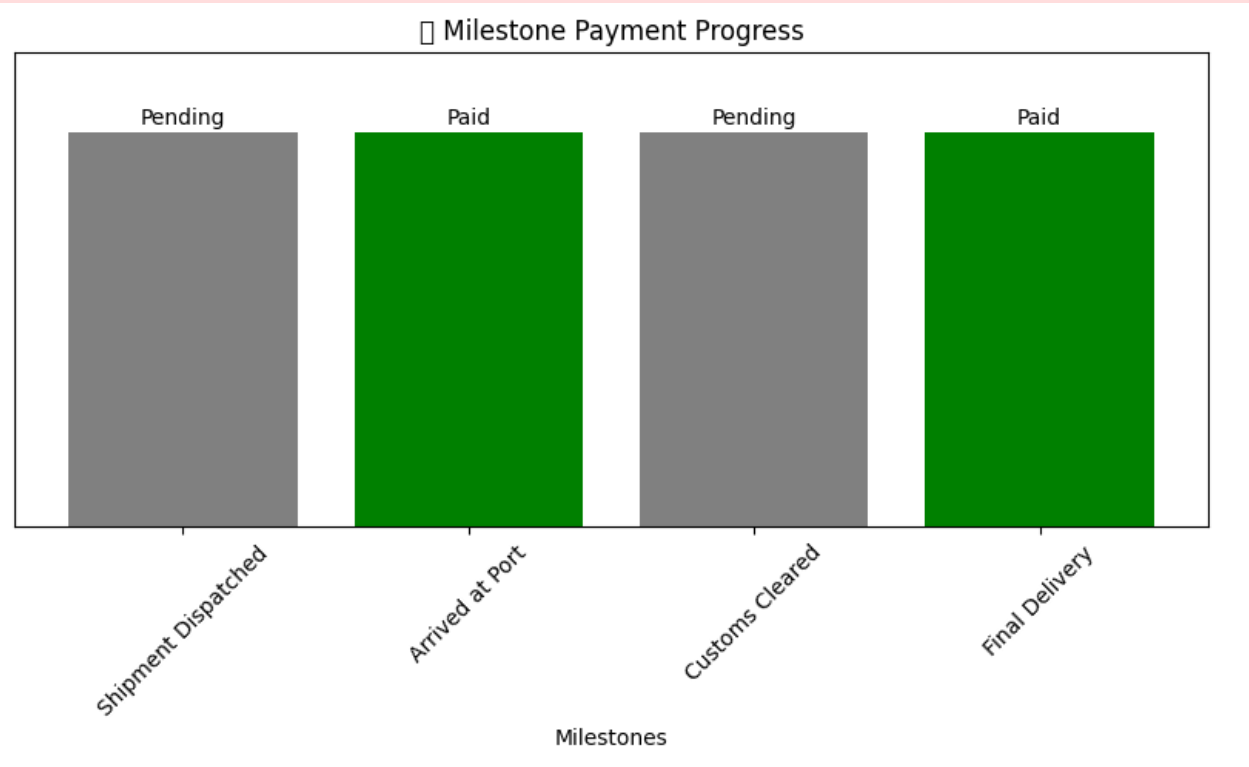 Milestone Payment Progress
Pending
Paid
Pending
Paid
Shipment Dispatched
Arrived at Port
Customs Cleared
Final Delivery
Milestones